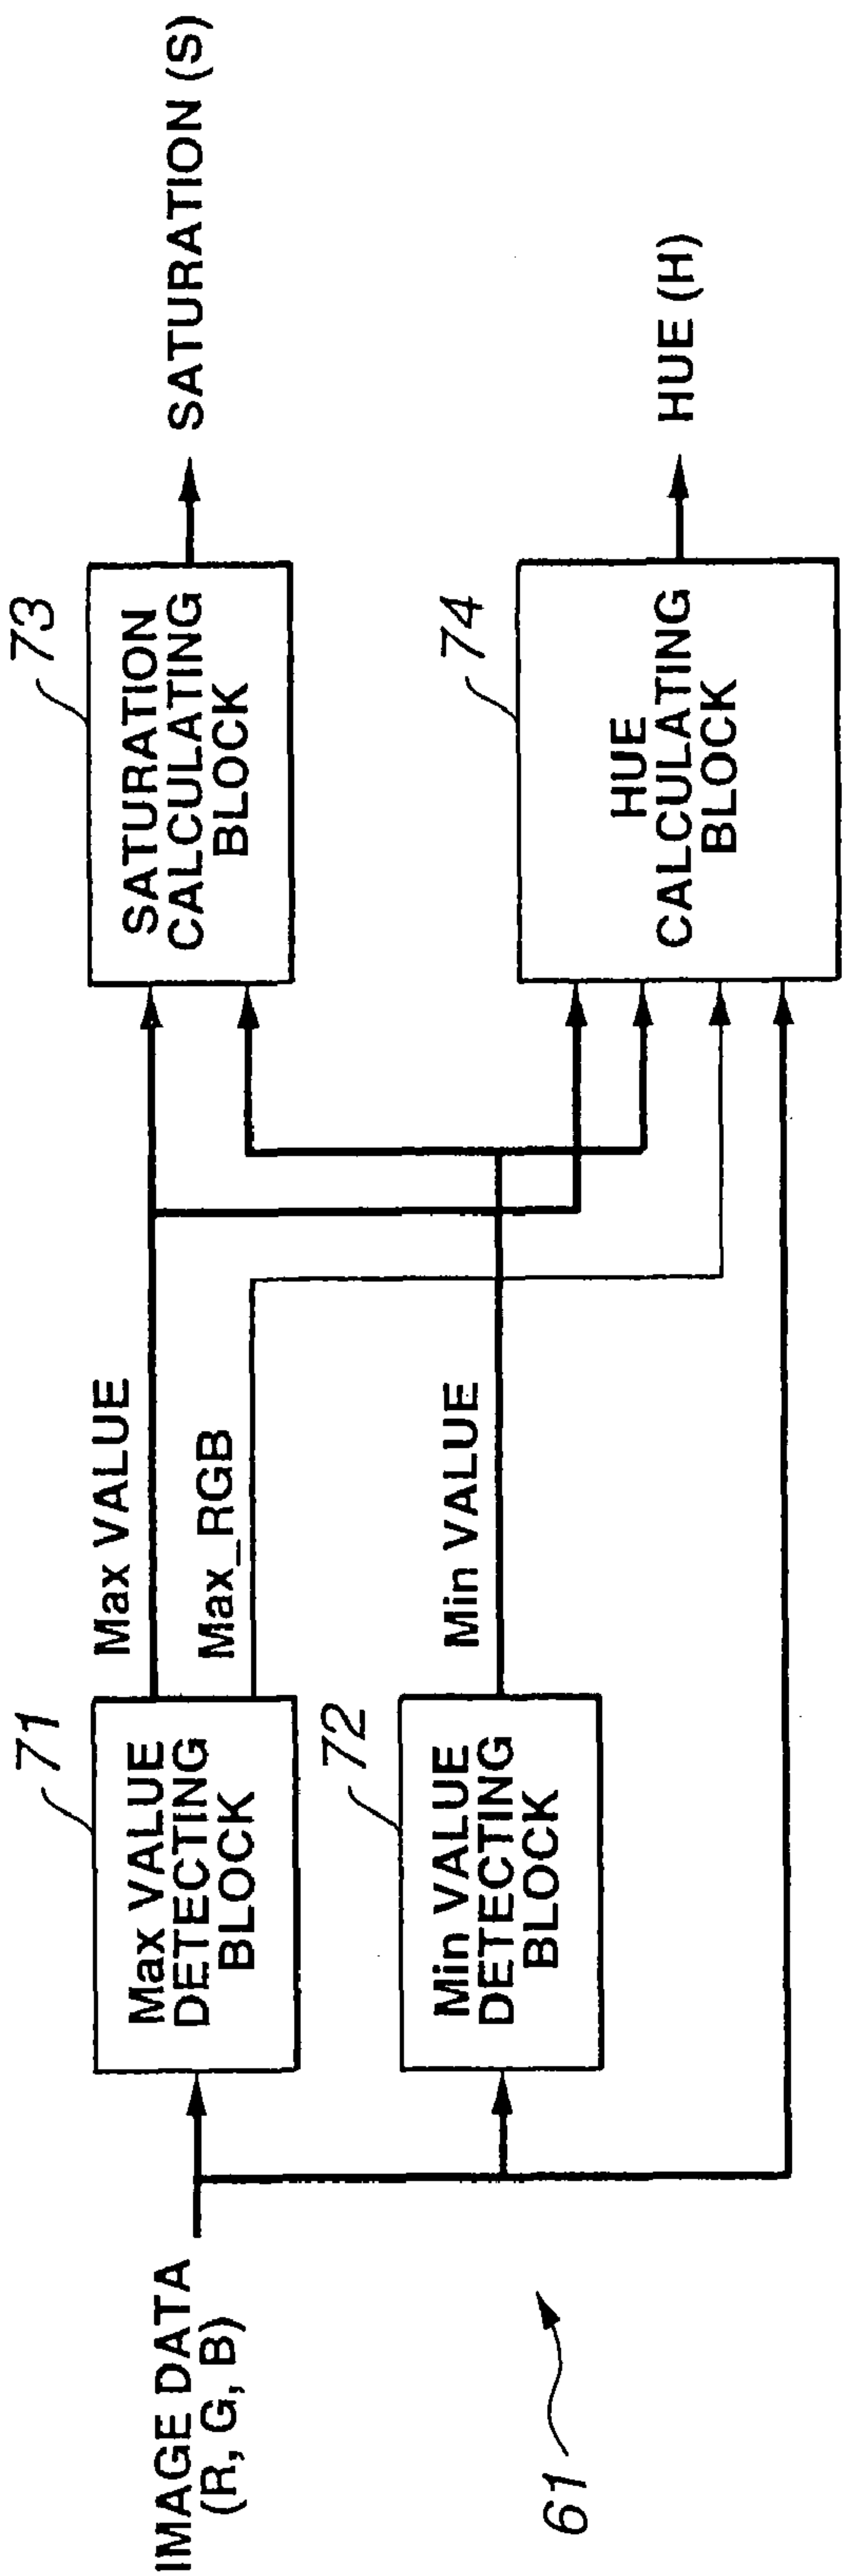 IMAGE DATA
(R, G, B)
61
71
Max VALUE
DETECTING
BLOCK
72
Min VALUE
DETECTING
BLOCK
Max VALUE
Max_RGB
Min VALUE
73
SATURATION
CALCULATING
BLOCK
74
HUE
CALCULATING
BLOCK
SATURATION (S)
HUE (H)